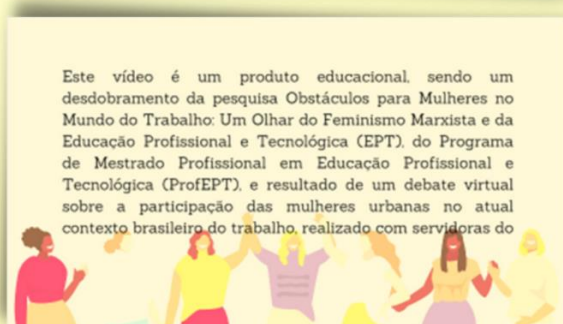 Este vídeo é um produto educacional, sendo um
desdobramento da pesquisa Obstáculos para Mulheres no
Mundo do Trabalho: Um Olhar do Feminismo Marxista e da
Educação Profissional e Tecnológica (EPT), do Programa
de Mestrado Profissional em Educação Profissional e
Tecnológica (ProfEPT), e resultado de um debate virtual
sobre a participação das mulheres urbanas no atual
contexto brasileiro do trabalho, realizado com servidoras do